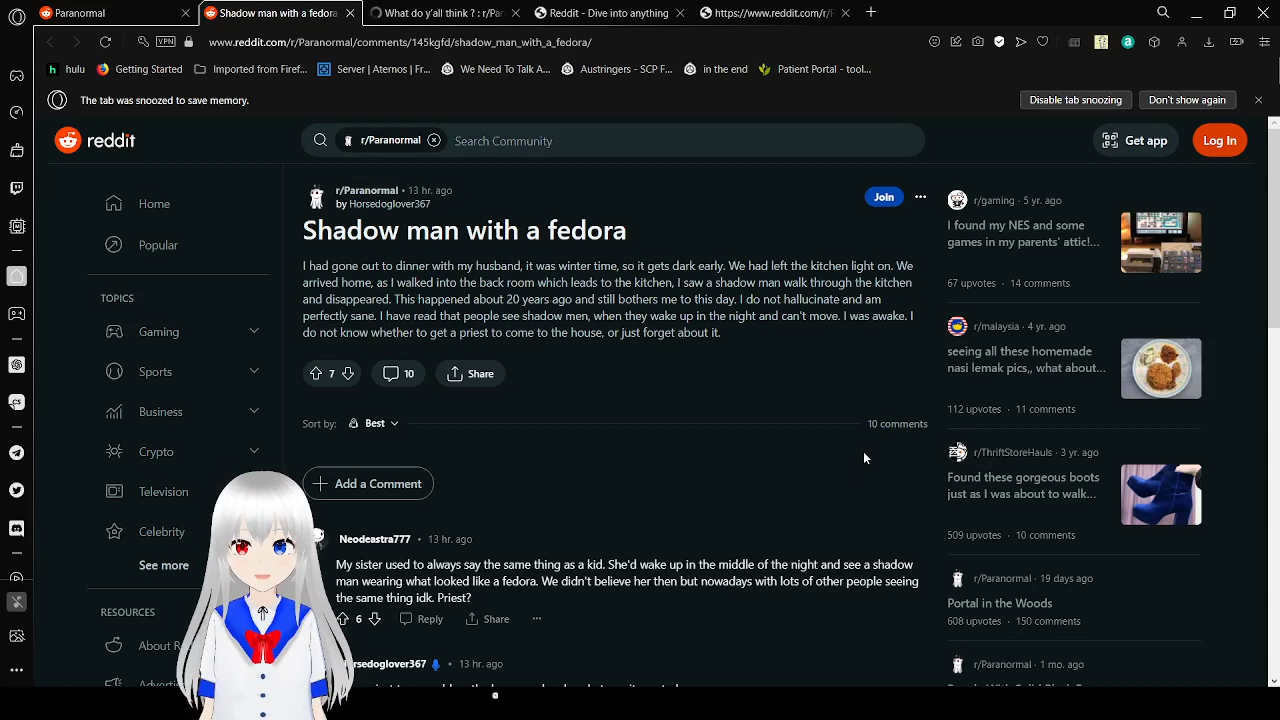 Paranormal
Shadow man with a fedora
What do y'all think ? : r/Par
Reddit - Dive into anything
https://www.reddit.com/r/F
VPN
www.reddit.com/r/Paranormal/comments/145kgfd/shadow_man_with_a_fedora/
hulu
Getting Started
Imported from Firef...
Server | Aternos | Fr...
We Need To Talk A...
Austringers - SCP F...
in the end
Patient Portal - tool...
The tab was snoozed to save memory.
Disable tab snoozing
Don't show again
reddit
r/Paranormal
Search Community
Get app
Log In
Home
Popular
TOPICS
Gaming
Sports
Business
Crypto
Television
Celebrity
See more
RESOURCES
About Re
Adverti
r/Paranormal • 13 hr. ago
by Horsedoglover367
Join
Shadow man with a fedora
I had gone out to dinner with my husband, it was winter time, so it gets dark early. We had left the kitchen light on. We
arrived home, as I walked into the back room which leads to the kitchen, I saw a shadow man walk through the kitchen
and disappeared. This happened about 20 years ago and still bothers me to this day. I do not hallucinate and am
perfectly sane. I have read that people see shadow men, when they wake up in the night and can't move. I was awake. I
do not know whether to get a priest to come to the house, or just forget about it.
7
10
Share
Sort by:
Best
10 comments
Add a Comment
Neodeastra777 • 13 hr. ago
My sister used to always say the same thing as a kid. She'd wake up in the middle of the night and see a shadow
man wearing what looked like a fedora. We didn't believe her then but nowadays with lots of other people seeing
the same thing idk. Priest?
6
Reply
Share
orsedoglover367 • 13 hr. ago
r/gaming • 5 yr. ago
I found my NES and some
games in my parents' attic!...
67 upvotes • 14 comments
r/malaysia • 4 yr. ago
seeing all these homemade
nasi lemak pics,, what about...
112 upvotes • 11 comments
r/ThriftStoreHauls • 3 yr. ago
Found these gorgeous boots
just as I was about to walk...
509 upvotes • 10 comments
r/Paranormal • 19 days ago
Portal in the Woods
608 upvotes • 150 comments
r/Paranormal • 1 mo. ago